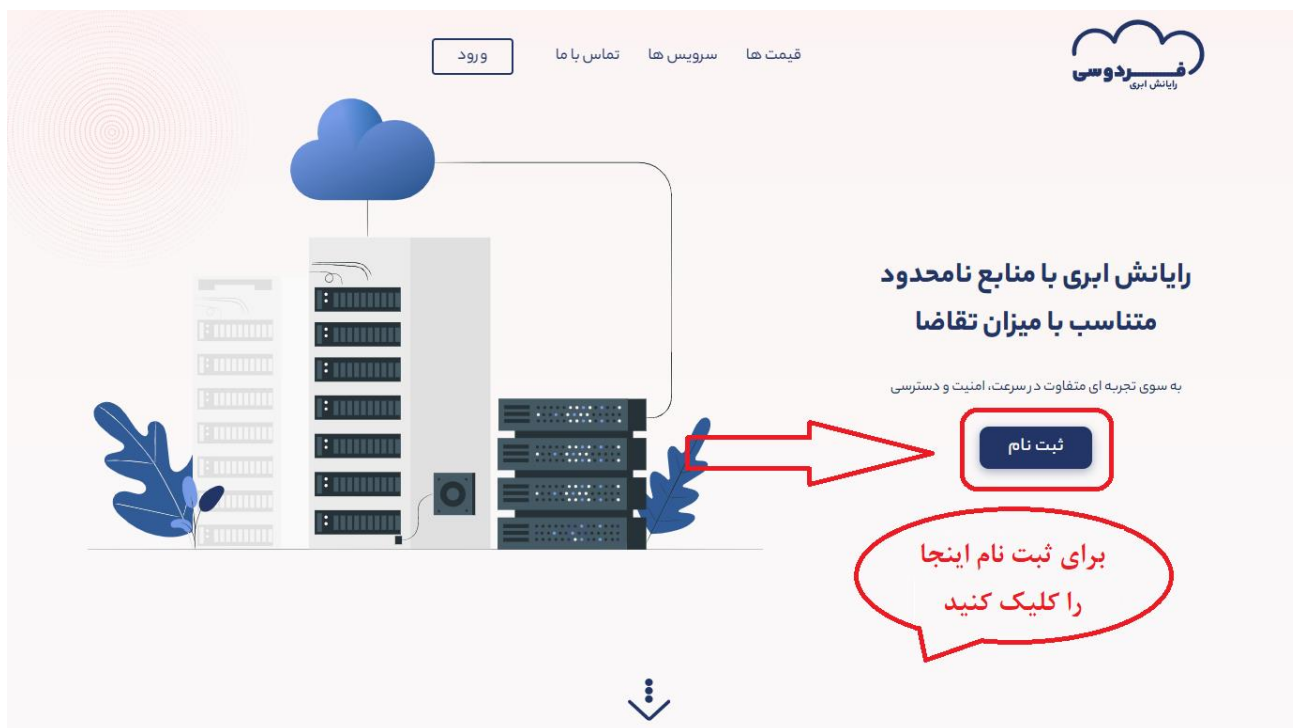 فـــردوسی
رایانش ابری
قیمت ها
سرویس ها
تماس با ما
ورود
رایانش ابری با منابع نامحدود
متناسب با میزان تقاضا
به سوی تجربه ای متفاوت در سرعت، امنیت و دسترسی
ثبت نام
برای ثبت نام اینجا
را کلیک کنید